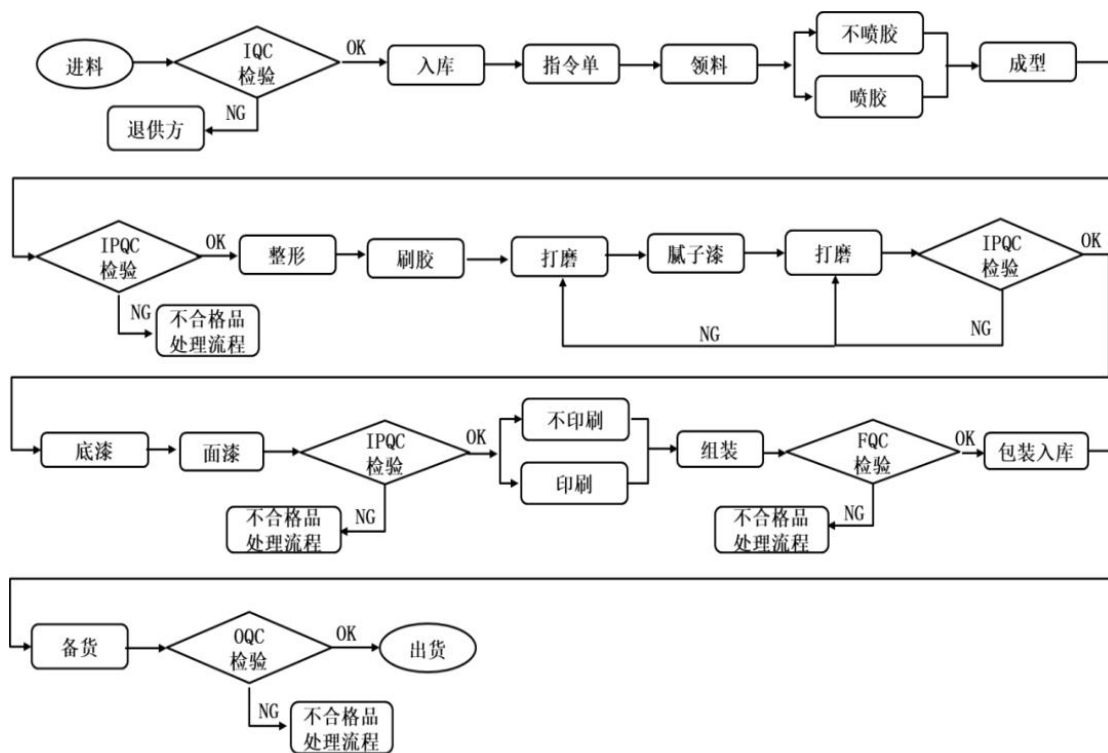 进料
IQC
检验
OK
入库
指令单
领料
不喷胶
喷胶
成型
NG
退供方
IPQC
检验
OK
整形
刷胶
打磨
腻子漆
打磨
IPQC
检验
OK
NG
不合格品
处理流程
NG
NG
底漆
面漆
IPQC
检验
OK
不印刷
印刷
组装
FQC
检验
OK
包装入库
NG
不合格品
处理流程
NG
不合格品
处理流程
备货
OQC
检验
OK
出货
NG
不合格品
处理流程